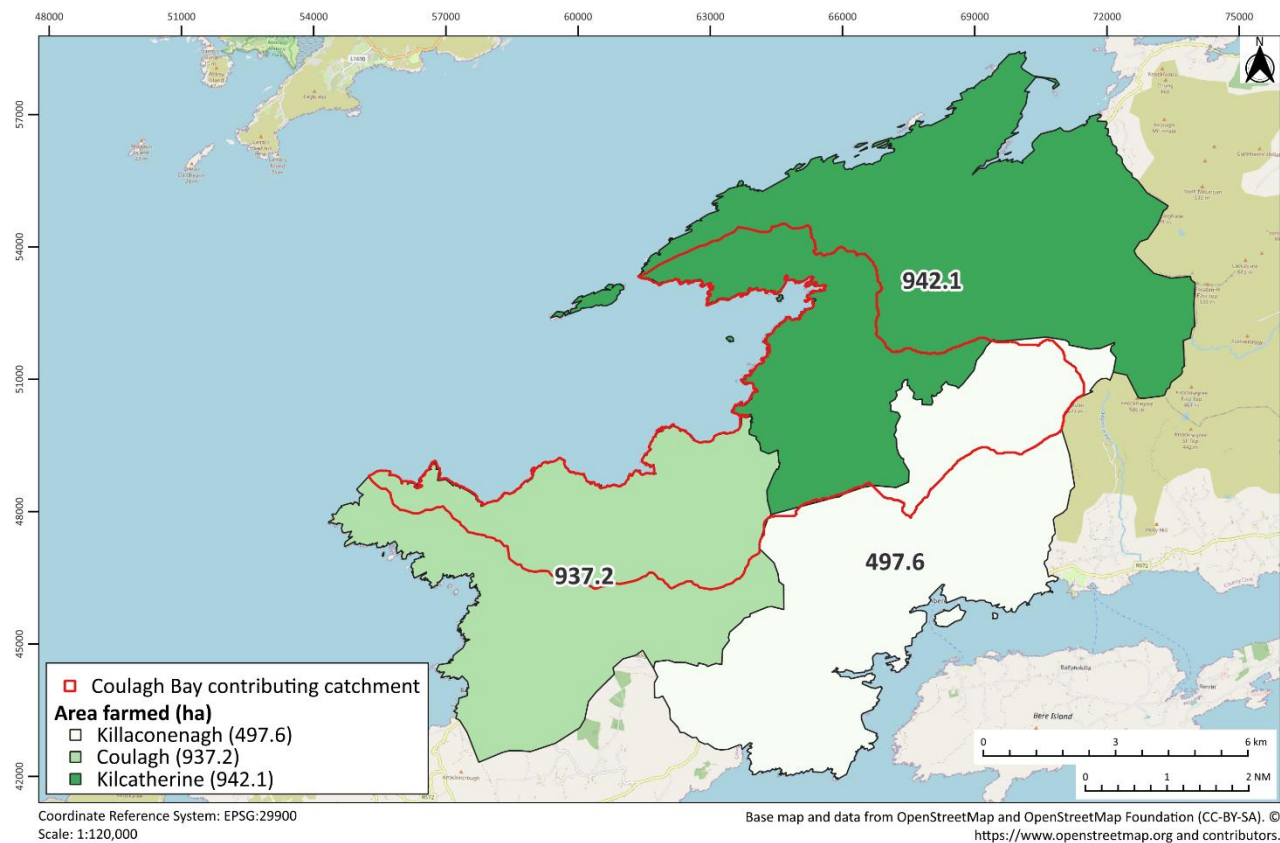 48000 51000 54000 57000 60000 63000 66000 69000 72000 75000
N
57000
54000
51000
48000
45000
42000
942.1
937.2
497.6
R572
R572
Bere Island
Ballynakilla
Coulagh Bay contributing catchment
Area farmed (ha)
Killaconenagh (497.6)
Coulagh (937.2)
Kilcatherine (942.1)
0 3 6 km
0 1 2 NM
Coordinate Reference System: EPSG:29900
Scale: 1:120,000
Base map and data from OpenStreetMap and OpenStreetMap Foundation (CC-BY-SA). ©
https://www.openstreetmap.org and contributors.